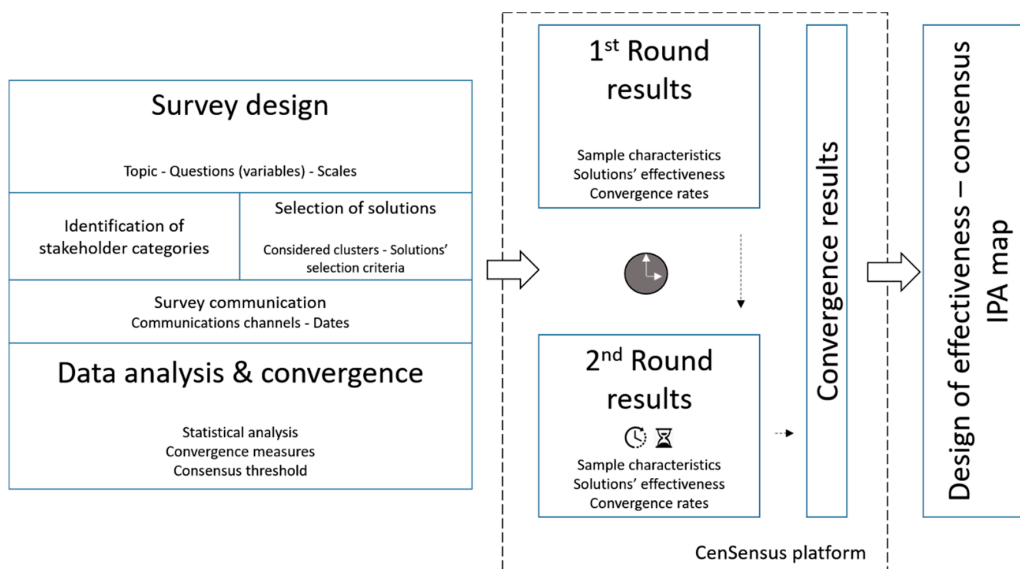 Survey design
Topic - Questions (variables) - Scales
Identification of
stakeholder categories
Selection of solutions
Considered clusters - Solutions'
selection criteria
Survey communication
Communications channels - Dates
Data analysis & convergence
Statistical analysis
Convergence measures
Consensus threshold
1st Round
results
Sample characteristics
Solutions' effectiveness
Convergence rates
2nd Round
results
Sample characteristics
Solutions' effectiveness
Convergence rates
Convergence results
CenSensus platform
Design of effectiveness – consensus
IPA map